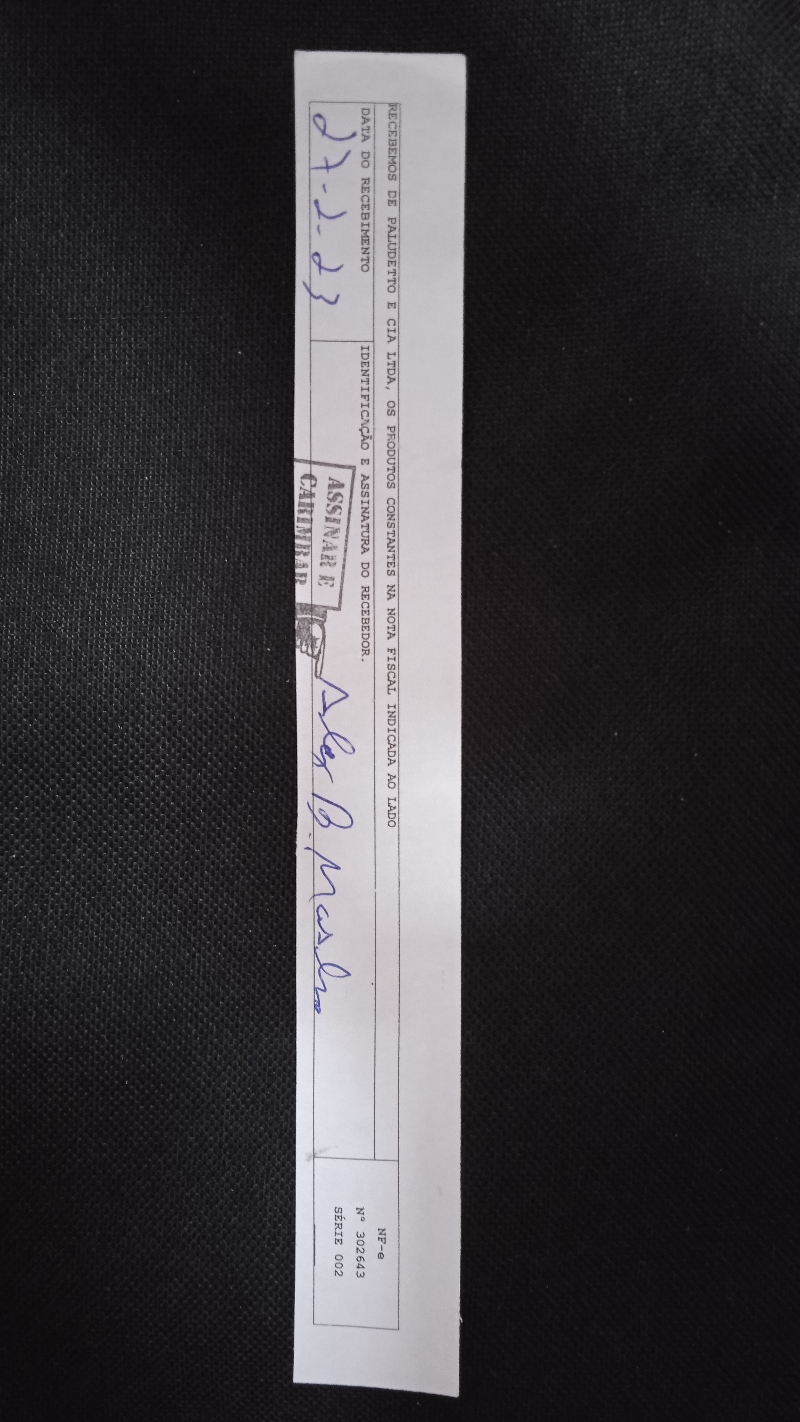 RECEBEMOS DE PALUDETTO E CIA LTDA, OS PRODUTOS CONSTANTES NA NOTA FISCAL INDICADA AO LADO
DATA DO RECEBIMENTO
27-2-23
IDENTIFICAÇÃO E ASSINATURA DO RECEBEDOR.
ASSINAR E
CARIMBAR
Alex B.
NF-e
Nº 302643
SÉRIE 002